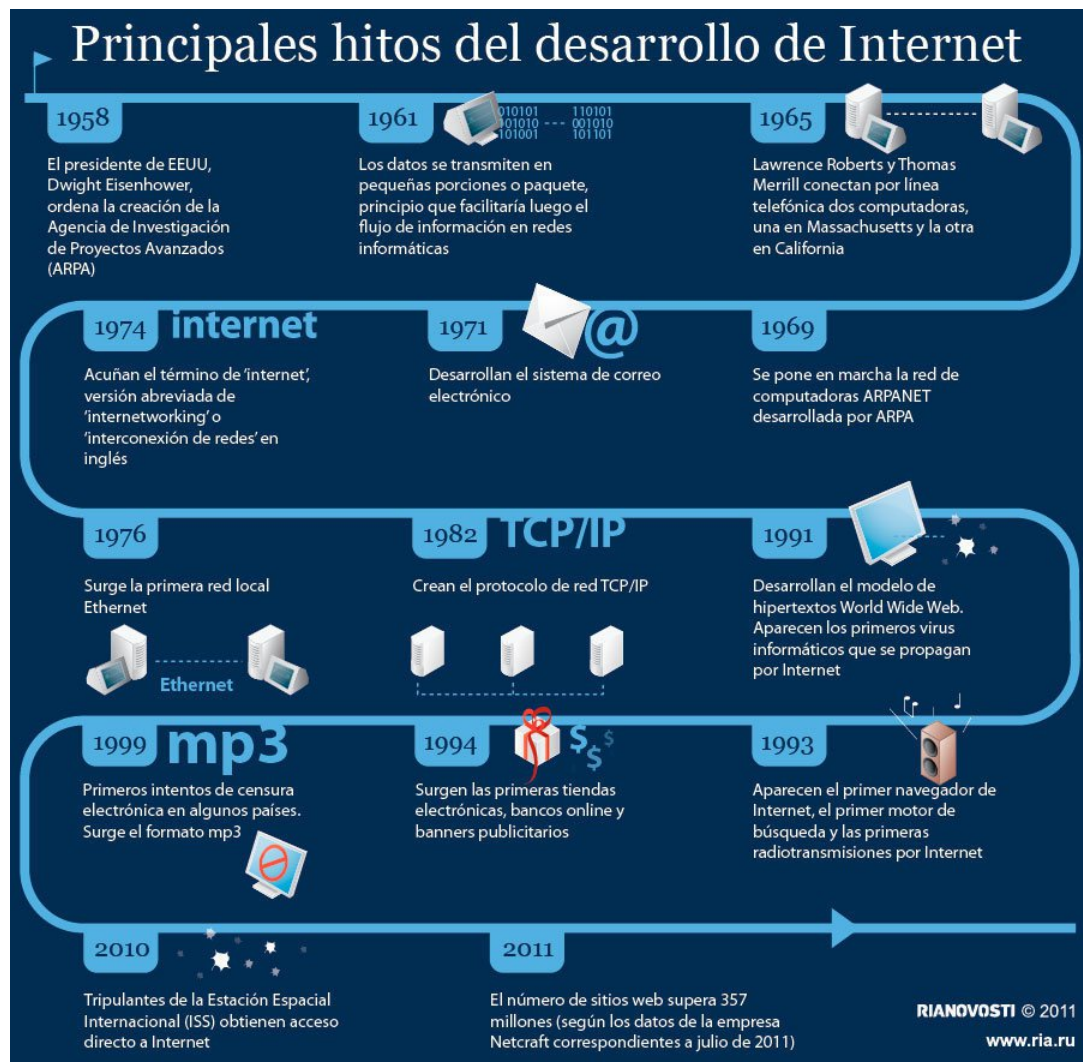 Principales hitos del desarrollo de Internet
1958
El presidente de EEUU,
Dwight Eisenhower,
ordena la creación de la
Agencia de Investigación
de Proyectos Avanzados
(ARPA)
1961
010101
001010
101001
110101
001010
101101
Los datos se transmiten en
pequeñas porciones o paquete,
principio que facilitaría luego el
flujo de información en redes
informáticas
1965
Lawrence Roberts y Thomas
Merrill conectan por línea
telefónica dos computadoras,
una en Massachusetts y la otra
en California
1969
Se pone en marcha la red de
computadoras ARPANET
desarrollada por ARPA
1971
@
Desarrollan el sistema de correo
electrónico
1974 internet
Acuñan el término de ‘internet’,
versión abreviada de
‘internetworking’ o
‘interconexión de redes’ en
inglés
1976
Surge la primera red local
Ethernet
Ethernet
1982 TCP/IP
Crean el protocolo de red TCP/IP
1991
Desarrollan el modelo de
hipertextos World Wide Web.
Aparecen los primeros virus
informáticos que se propagan
por Internet
1993
Aparecen el primer navegador de
Internet, el primer motor de
búsqueda y las primeras
radiotransmisiones por Internet
1994
$ $ $
Surgen las primeras tiendas
electrónicas, bancos online y
banners publicitarios
1999 mp3
Primeros intentos de censura
electrónica en algunos países.
Surge el formato mp3
2010
Tripulantes de la Estación Espacial
Internacional (ISS) obtienen acceso
directo a Internet
2011
El número de sitios web supera 357
millones (según los datos de la empresa
Netcraft correspondientes a julio de 2011)
RIANOVOSTI © 2011
www.ria.ru